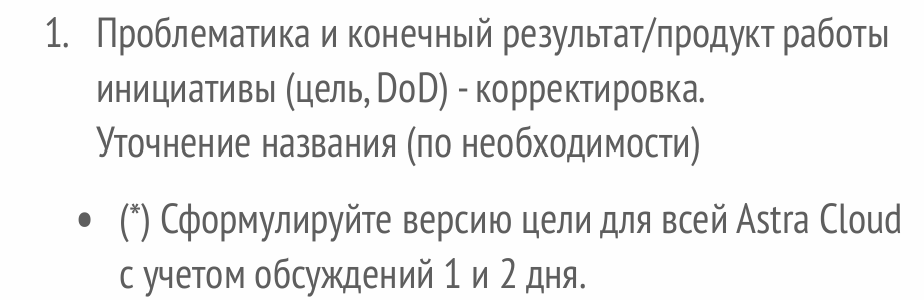 1. Проблематика и конечный результат/продукт работы
инициативы (цель, DoD) - корректировка.
Уточнение названия (по необходимости)
• (*) Сформулируйте версию цели для всей Astra Cloud
с учетом обсуждений 1 и 2 дня.